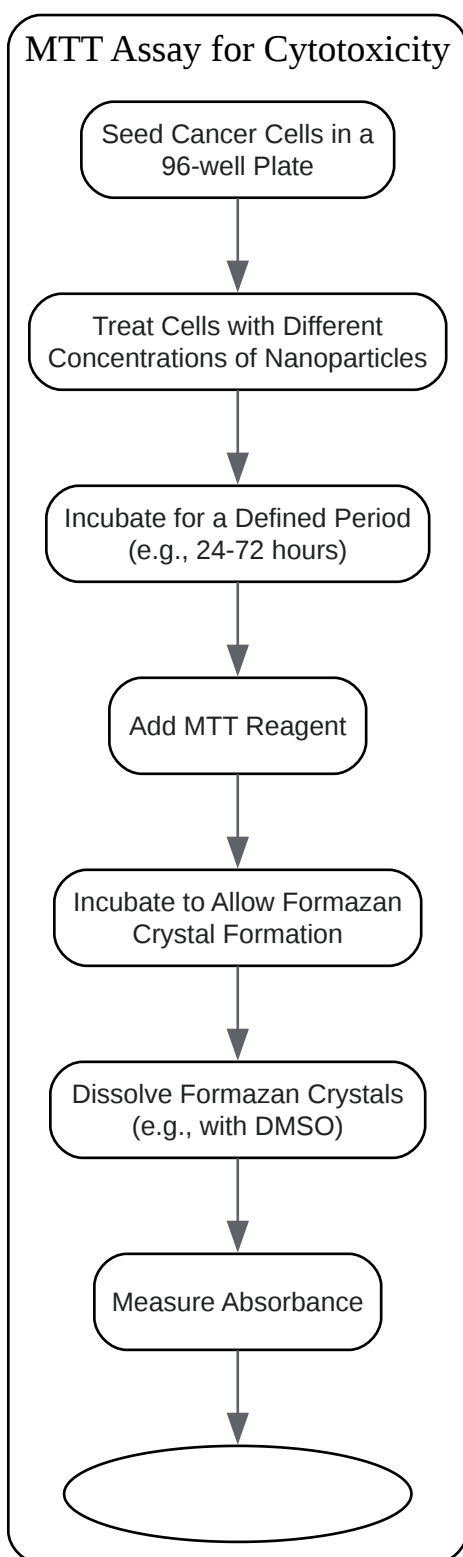 MTT Assay for Cytotoxicity
Seed Cancer Cells in a
96-well Plate
Treat Cells with Different
Concentrations of Nanoparticles
Incubate for a Defined Period
(e.g., 24-72 hours)
Add MTT Reagent
Incubate to Allow Formazan
Crystal Formation
Dissolve Formazan Crystals
(e.g., with DMSO)
Measure Absorbance